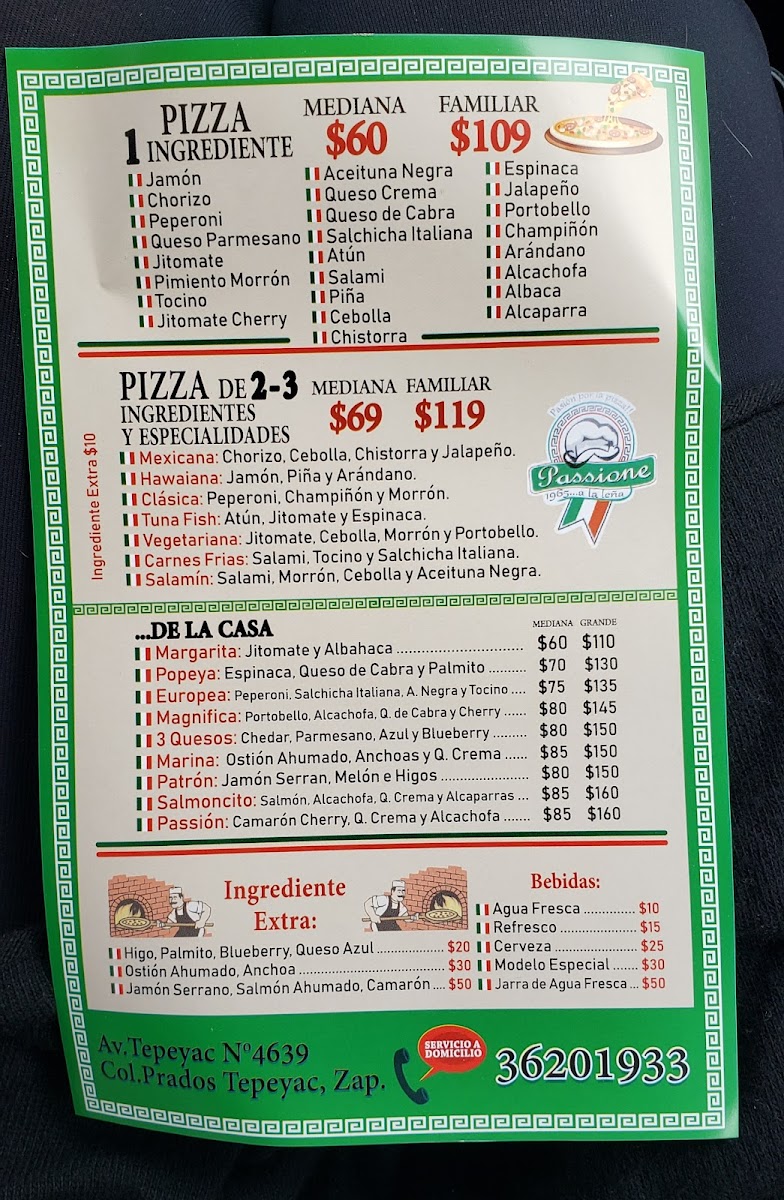 PIZZA MEDIANA FAMILIAR
1 INGREDIENTE $60 $109
Jamón
Chorizo
Peperoni
Queso Parmesano
Jitomate
Pimiento Morrón
Tocino
Jitomate Cherry
Aceituna Negra
Queso Crema
Queso de Cabra
Salchicha Italiana
Atún
Salami
Piña
Cebolla
Chistorra
Espinaca
Jalapeño
Portobello
Champiñón
Arándano
Alcachofa
Albaca
Alcaparra
PIZZA DE 2-3 MEDIANA FAMILIAR
INGREDIENTES $69 $119
Y ESPECIALIDADES
Ingrediente Extra $10
Mexicana: Chorizo, Cebolla, Chistorra y Jalapeño.
Hawaiana: Jamón, Piña y Arándano.
Clásica: Peperoni, Champiñón y Morrón.
Tuna Fish: Atún, Jitomate y Espinaca.
Vegetariana: Jitomate, Cebolla, Morrón y Portobello.
Carnes Frias: Salami, Tocino y Salchicha Italiana.
Salamín: Salami, Morrón, Cebolla y Aceituna Negra.
Pasión por la pizza!!
Passione
1965...a la leña
...DE LA CASA MEDIANA GRANDE
Margarita: Jitomate y Albahaca ............................ $60 $110
Popeya: Espinaca, Queso de Cabra y Palmito .......... $70 $130
Europea: Peperoni, Salchicha Italiana, A. Negra y Tocino .... $75 $135
Magnifica: Portobello, Alcachofa, Q. de Cabra y Cherry ...... $80 $145
3 Quesos: Chedar, Parmesano, Azul y Blueberry ......... $80 $150
Marina: Ostión Ahumado, Anchoas y Q. Crema ...... $85 $150
Patrón: Jamón Serran, Melón e Higos .................... $80 $150
Salmoncito: Salmón, Alcachofa, Q. Crema y Alcaparras ... $85 $160
Passión: Camarón Cherry, Q. Crema y Alcachofa ....... $85 $160
Ingrediente
Extra:
Higo, Palmito, Blueberry, Queso Azul .................. $20
Ostión Ahumado, Anchoa ...................................... $30
Jamón Serrano, Salmón Ahumado, Camarón .... $50
Bebidas:
Agua Fresca .............. $10
Refresco .................... $15
Cerveza ..................... $25
Modelo Especial ....... $30
Jarra de Agua Fresca ... $50
Av.Tepeyac Nº4639
Col.Prados Tepeyac, Zap.
SERVICIO A
DOMICILIO
36201933